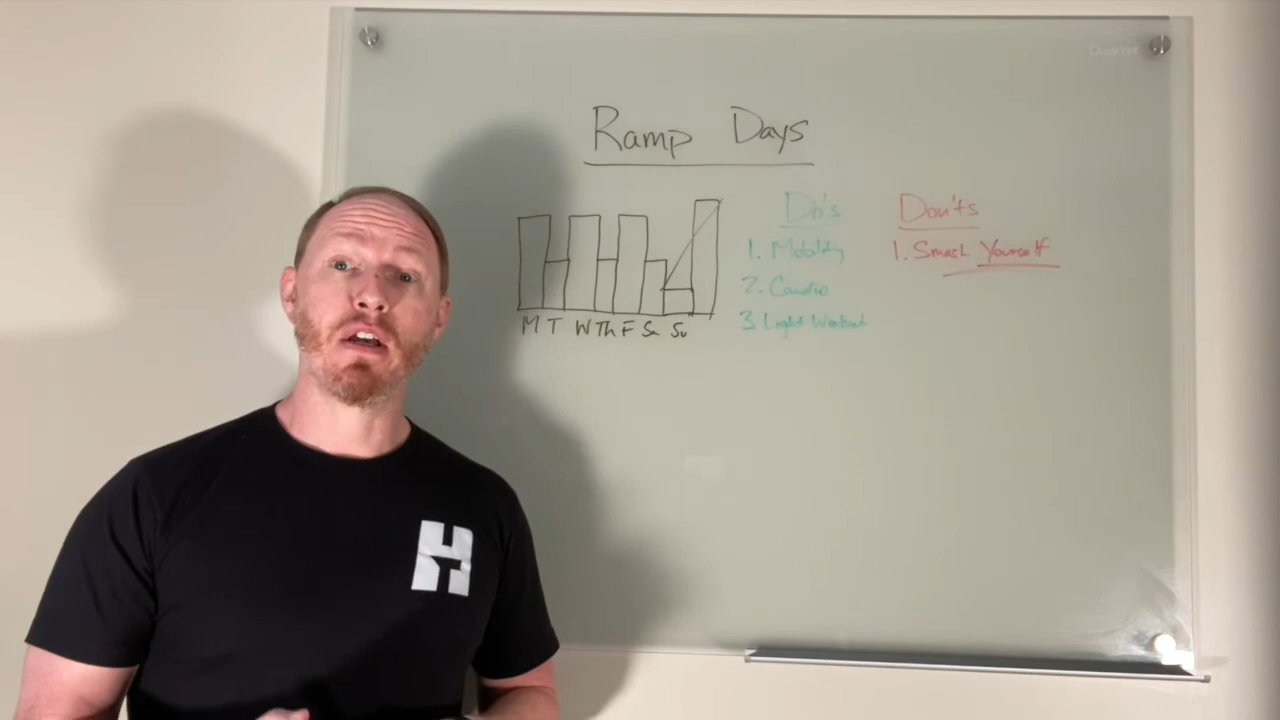 Ramp Days
Do's
1. Mobility
2. Cardio
3. Light Workout
Don'ts
1. Smash Yourself
M T W Th F Sa Su
H